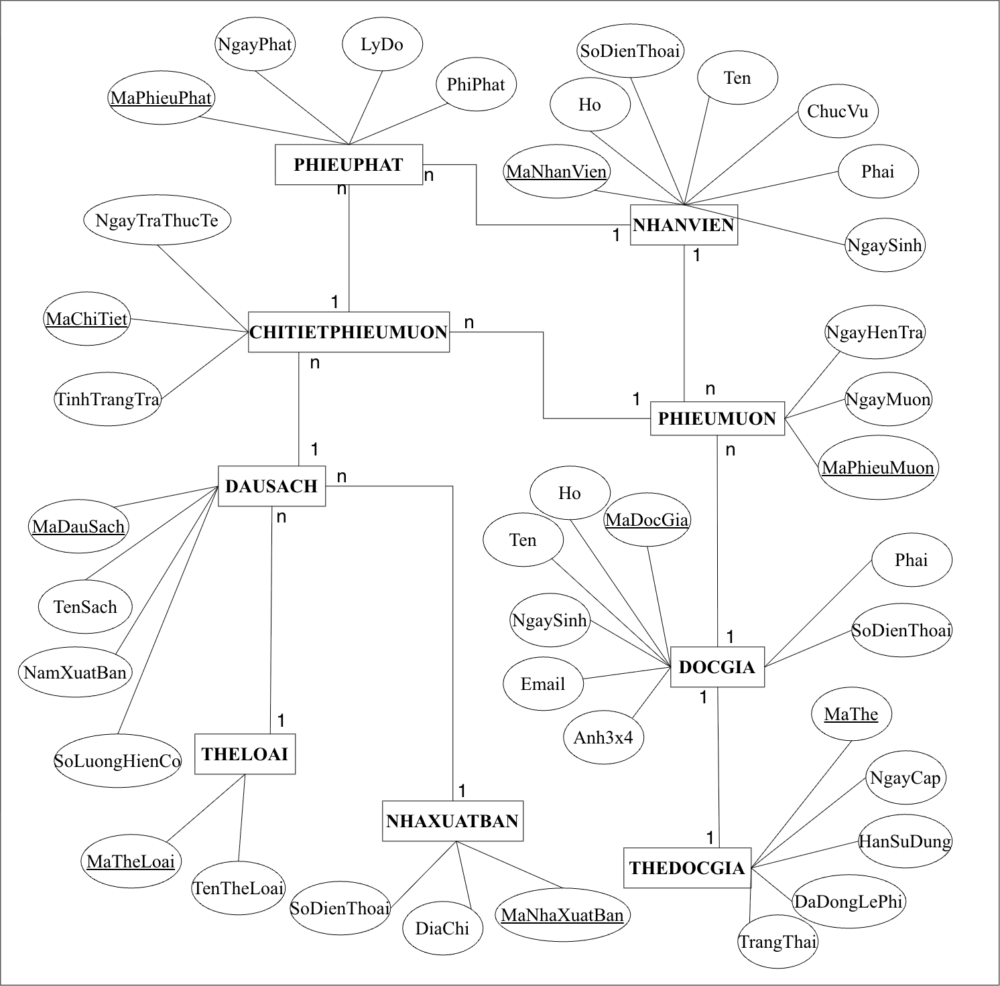 NgayPhat
LyDo
SoDienThoai
Ten
PhiPhat
MaPhieuPhat
Ho
ChucVu
PHIEUPHAT
n
n
MaNhanVien
Phai
NHANVIEN
1
1
NgayTraThucTe
NgaySinh
MaChiTiet
1
CHITIETPHIEUMUON
n
n
NgayHenTra
TinhTrangTra
1
n
NgayMuon
PHIEUMUON
n
MaPhieuMuon
1
DAUSACH
n
n
Ho
MaDocGia
MaDauSach
Ten
Phai
TenSach
NgaySinh
SoDienThoai
NamXuatBan
1
DOCGIA
1
Email
Anh3x4
MaThe
1
THELOAI
SoLuongHienCo
NgayCap
1
NHAXUATBAN
1
HanSuDung
MaTheLoai
THEDOCGIA
TenTheLoai
SoDienThoai
DiaChi
MaNhaXuatBan
DaDongLePhi
TrangThai